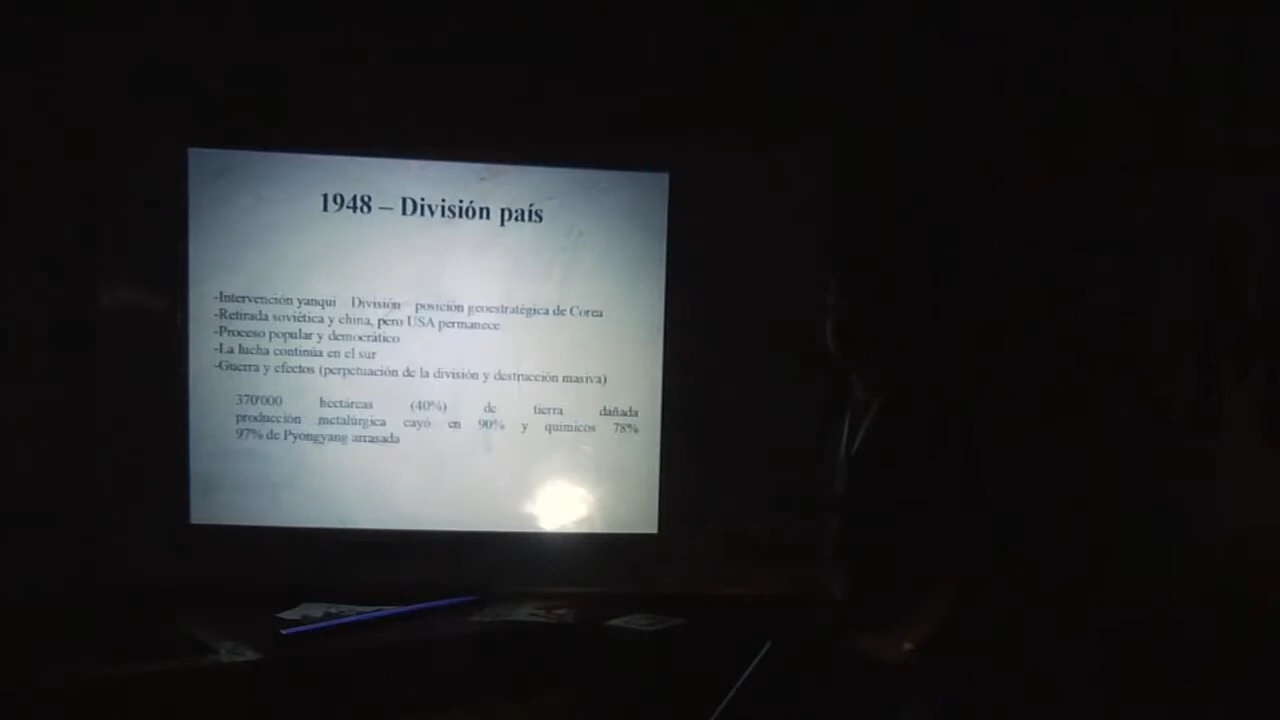 1948 – División país
-Intervención yanqui División posición geoestratégica de Corea
-Retirada soviética y china, pero USA permanece
-Proceso popular y democrático
-La lucha continúa en el sur
-Guerra y efectos (perpetuación de la división y destrucción masiva)
370'000 hectáreas (40%) de tierra dañada
producción metalúrgica cayó en 90% y químicos 78%
97% de Pyongyang arrasada